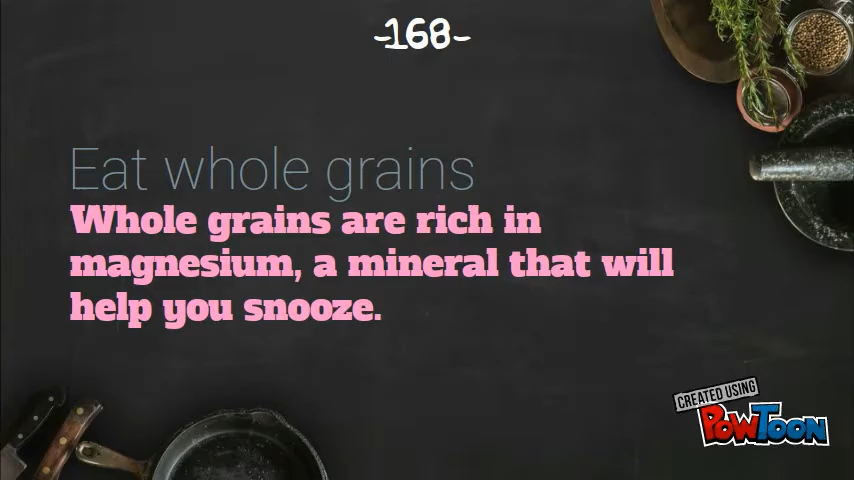 -168-
Eat whole grains
Whole grains are rich in
magnesium, a mineral that will
help you snooze.
CREATED USING
POWTOON